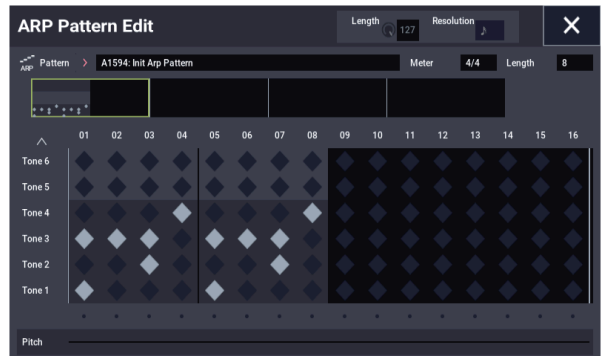 ARP Pattern Edit Length 127 Resolution
ARP Pattern A1594: Init Arp Pattern Meter 4/4 Length 8
01 02 03 04 05 06 07 08 09 10 11 12 13 14 15 16
Tone 6
Tone 5
Tone 4
Tone 3
Tone 2
Tone 1
Pitch